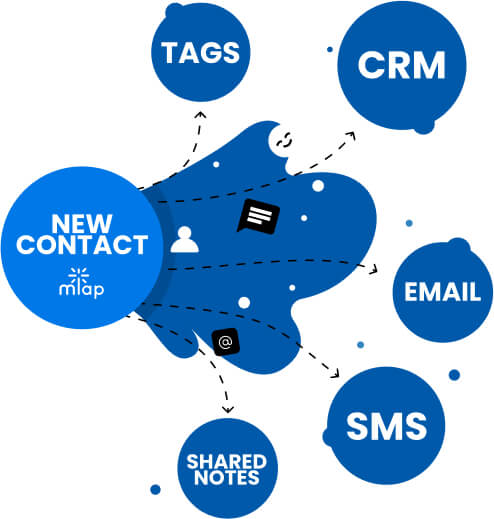 TAGS
CRM
NEW
CONTACT
mlap
EMAIL
@
SMS
SHARED
NOTES